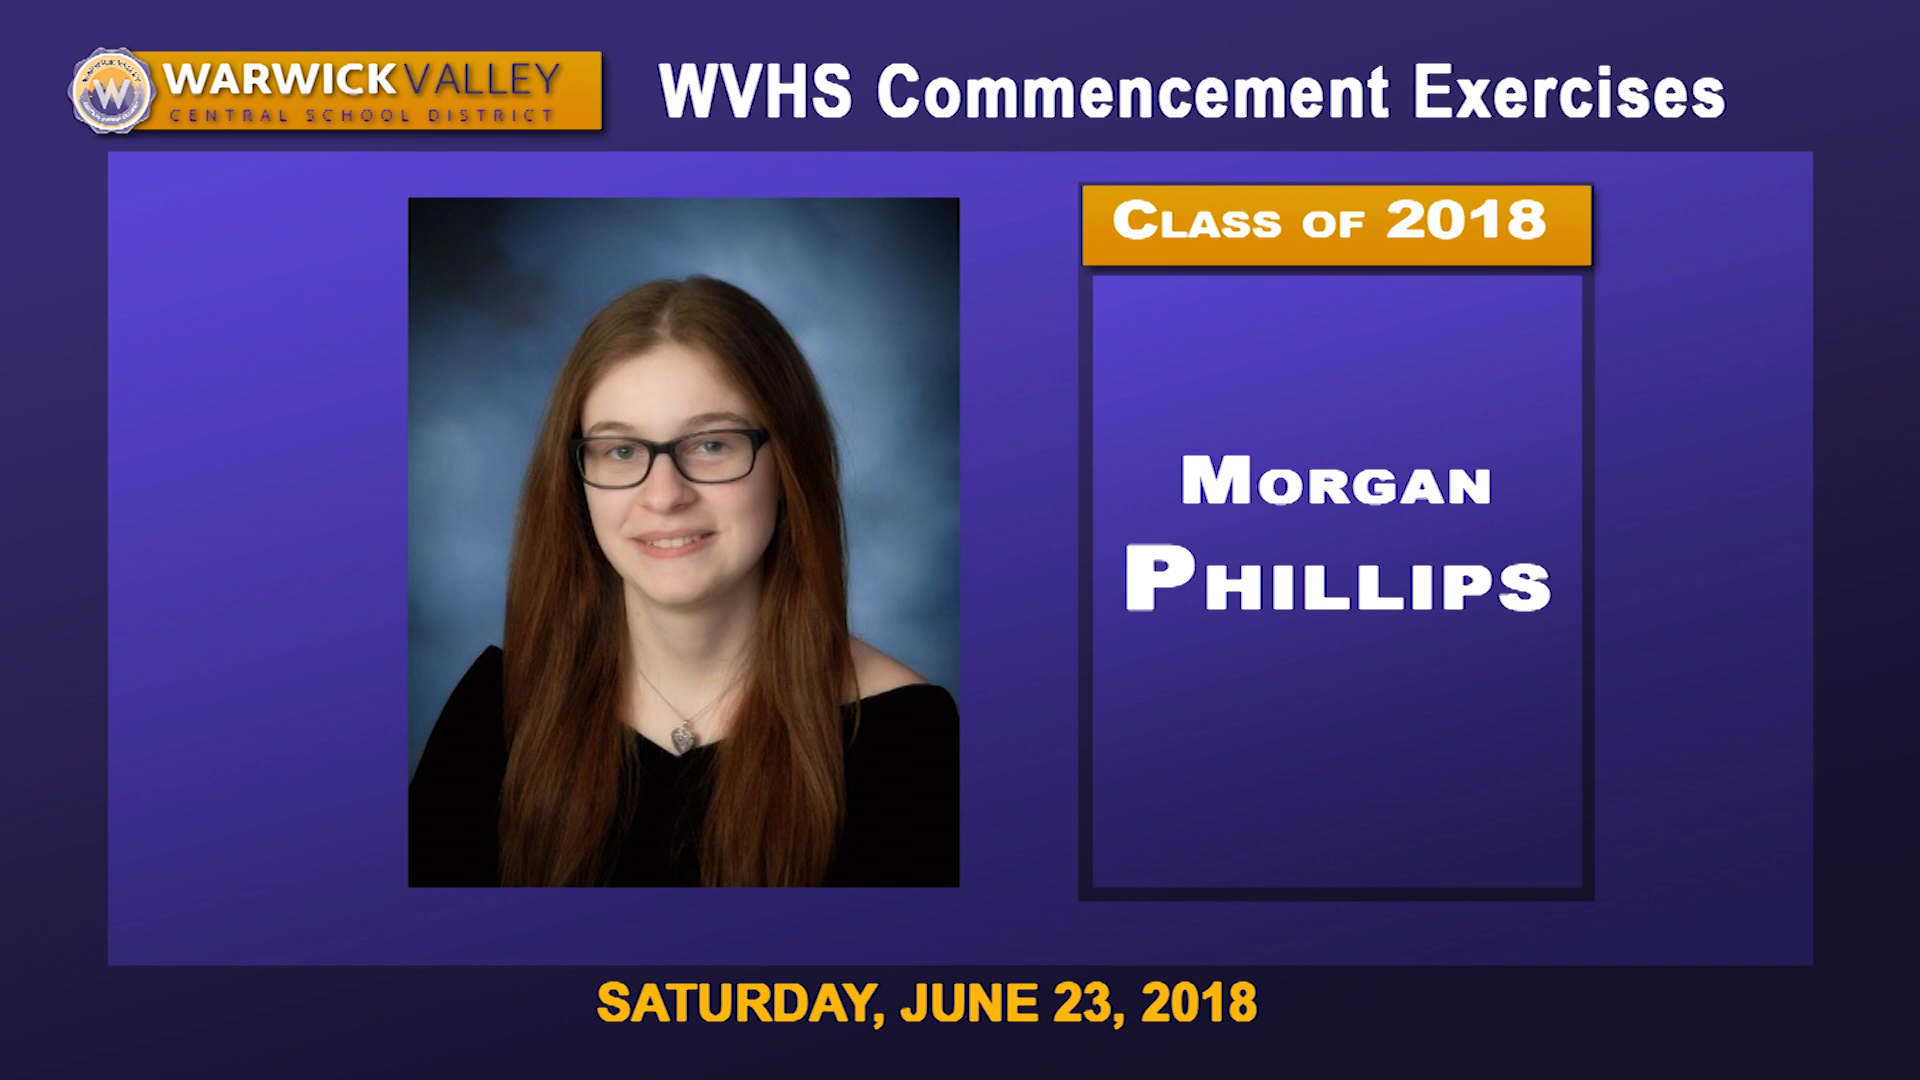 WARWICK VALLEY
CENTRAL SCHOOL DISTRICT
W
WVHS Commencement Exercises
CLASS OF 2018
MORGAN
PHILLIPS
SATURDAY, JUNE 23, 2018